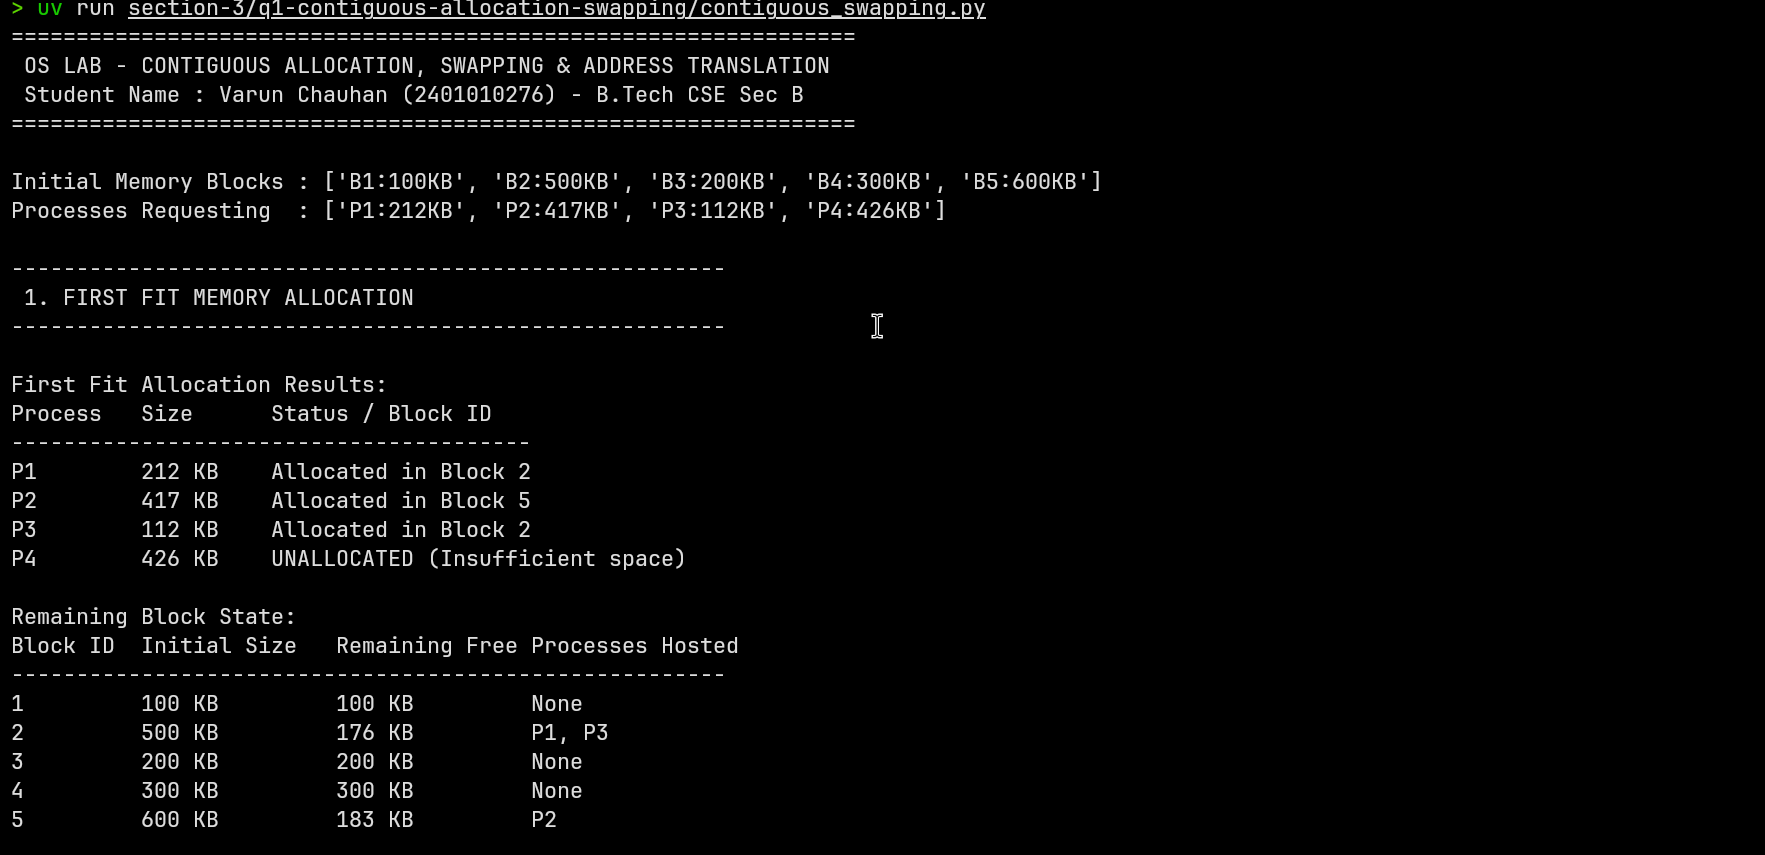 > uv run section-3/q1-contiguous-allocation-swapping/contiguous_swapping.py
=================================================================
 OS LAB - CONTIGUOUS ALLOCATION, SWAPPING & ADDRESS TRANSLATION
 Student Name : Varun Chauhan (2401010276) - B.Tech CSE Sec B
=================================================================

Initial Memory Blocks : ['B1:100KB', 'B2:500KB', 'B3:200KB', 'B4:300KB', 'B5:600KB']
Processes Requesting  : ['P1:212KB', 'P2:417KB', 'P3:112KB', 'P4:426KB']

-------------------------------------------------------
 1. FIRST FIT MEMORY ALLOCATION
-------------------------------------------------------

First Fit Allocation Results:
Process   Size      Status / Block ID
----------------------------------------
P1        212 KB    Allocated in Block 2
P2        417 KB    Allocated in Block 5
P3        112 KB    Allocated in Block 2
P4        426 KB    UNALLOCATED (Insufficient space)

Remaining Block State:
Block ID  Initial Size   Remaining Free Processes Hosted
-------------------------------------------------------
1         100 KB         100 KB         None
2         500 KB         176 KB         P1, P3
3         200 KB         200 KB         None
4         300 KB         300 KB         None
5         600 KB         183 KB         P2